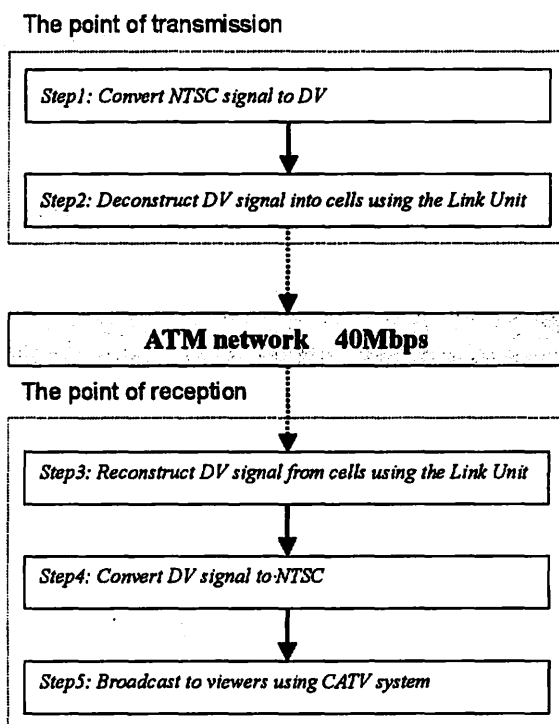 The point of transmission
Step1: Convert NTSC signal to DV
Step2: Deconstruct DV signal into cells using the Link Unit
ATM network 40Mbps
The point of reception
Step3: Reconstruct DV signal from cells using the Link Unit
Step4: Convert DV signal to NTSC
Step5: Broadcast to viewers using CATV system